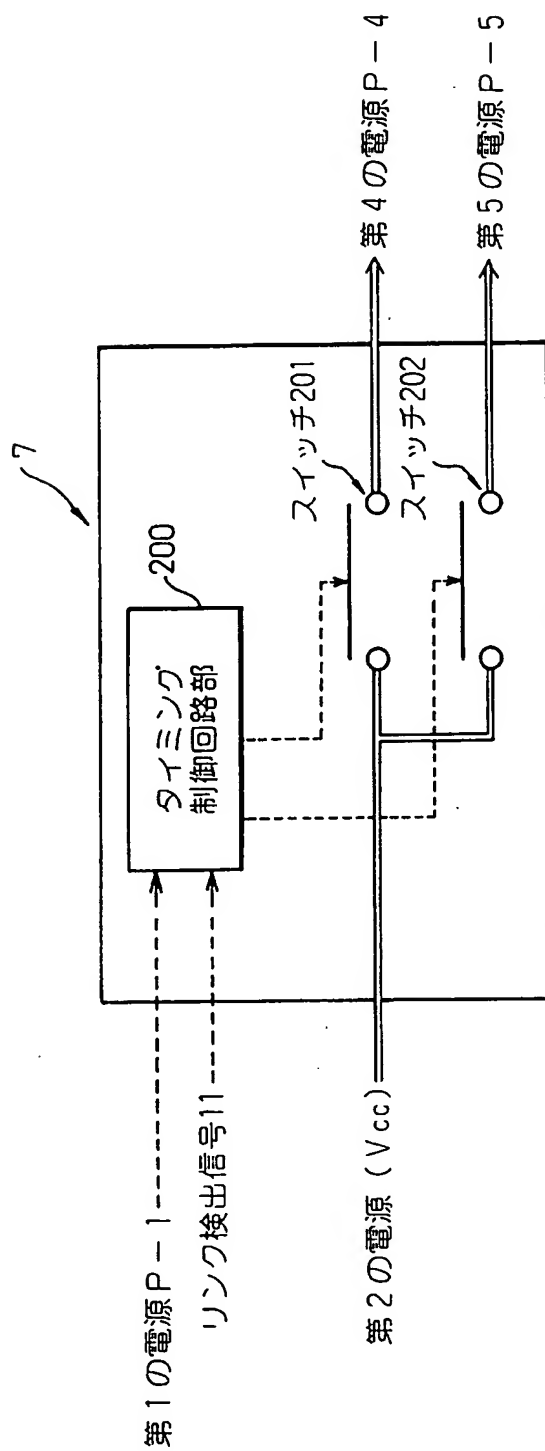 7
200
タイミング
制御回路部
第1の電源P-1
リンク検出信号11
第2の電源(Vcc)
スイッチ201
第4の電源P-4
スイッチ202
第5の電源P-5